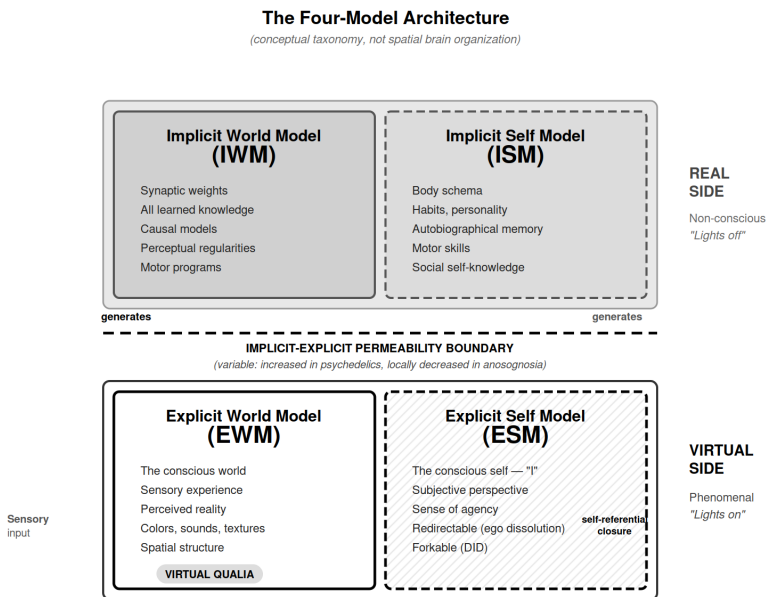 The Four-Model Architecture
(conceptual taxonomy, not spatial brain organization)
Implicit World Model
(IWM)
Synaptic weights
All learned knowledge
Causal models
Perceptual regularities
Motor programs
Implicit Self Model
(ISM)
Body schema
Habits, personality
Autobiographical memory
Motor skills
Social self-knowledge
REAL
SIDE
Non-conscious
"Lights off"
generates
generates
IMPLICIT-EXPLICIT PERMEABILITY BOUNDARY
(variable: increased in psychedelics, locally decreased in anosognosia)
Explicit World Model
(EWM)
The conscious world
Sensory experience
Perceived reality
Colors, sounds, textures
Spatial structure
VIRTUAL QUALIA
Explicit Self Model
(ESM)
The conscious self — "I"
Subjective perspective
Sense of agency
Redirectable (ego dissolution)
Forkable (DID)
self-referential
closure
VIRTUAL
SIDE
Phenomenal
"Lights on"
Sensory
input